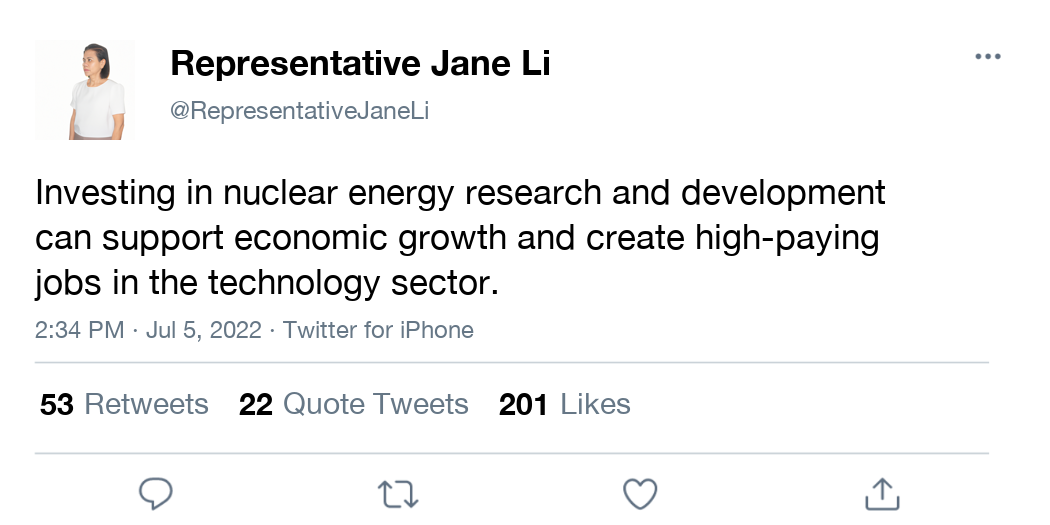 Representative Jane Li
@RepresentativeJaneLi
Investing in nuclear energy research and development
can support economic growth and create high-paying
jobs in the technology sector.
2:34 PM · Jul 5, 2022 · Twitter for iPhone
53 Retweets 22 Quote Tweets 201 Likes